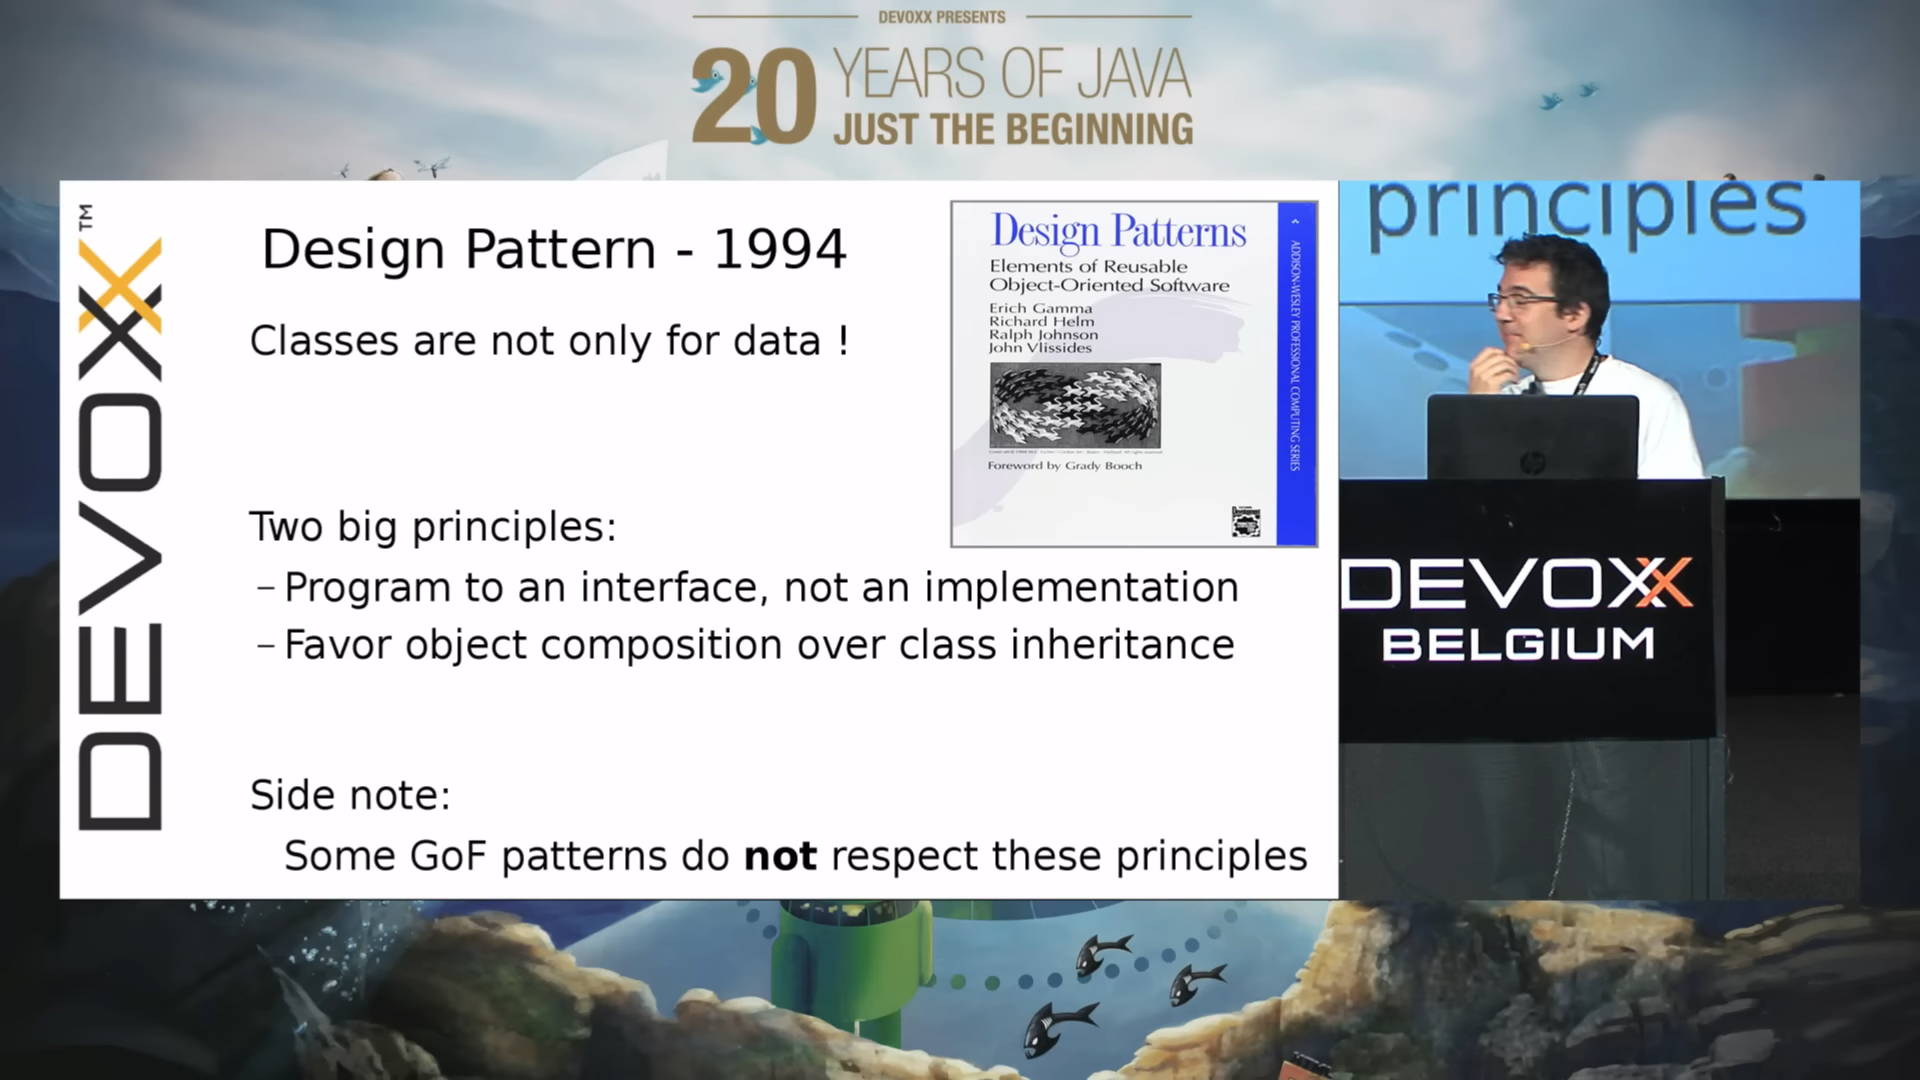 DEVOXX PRESENTS
20 YEARS OF JAVA
JUST THE BEGINNING
DEVOXX™
Design Pattern - 1994
Classes are not only for data !
Two big principles:
– Program to an interface, not an implementation
– Favor object composition over class inheritance
Side note:
Some GoF patterns do not respect these principles
Design Patterns
Elements of Reusable
Object-Oriented Software
Erich Gamma
Richard Helm
Ralph Johnson
John Vlissides
Foreword by Grady Booch
ADDISON-WESLEY PROFESSIONAL COMPUTING SERIES
principles
hp
DEVOXX
BELGIUM